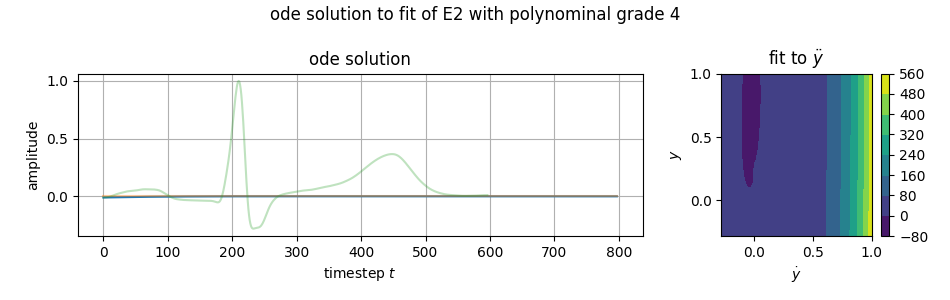 ode solution to fit of E2 with polynominal grade 4
ode solution
amplitude
1.0
0.5
0.0
0 100 200 300 400 500 600 700 800
timestep t
fit to ÿ
y
1.0
0.5
0.0
0.0 0.5 1.0
ẏ
560
480
400
320
240
160
80
0
−80